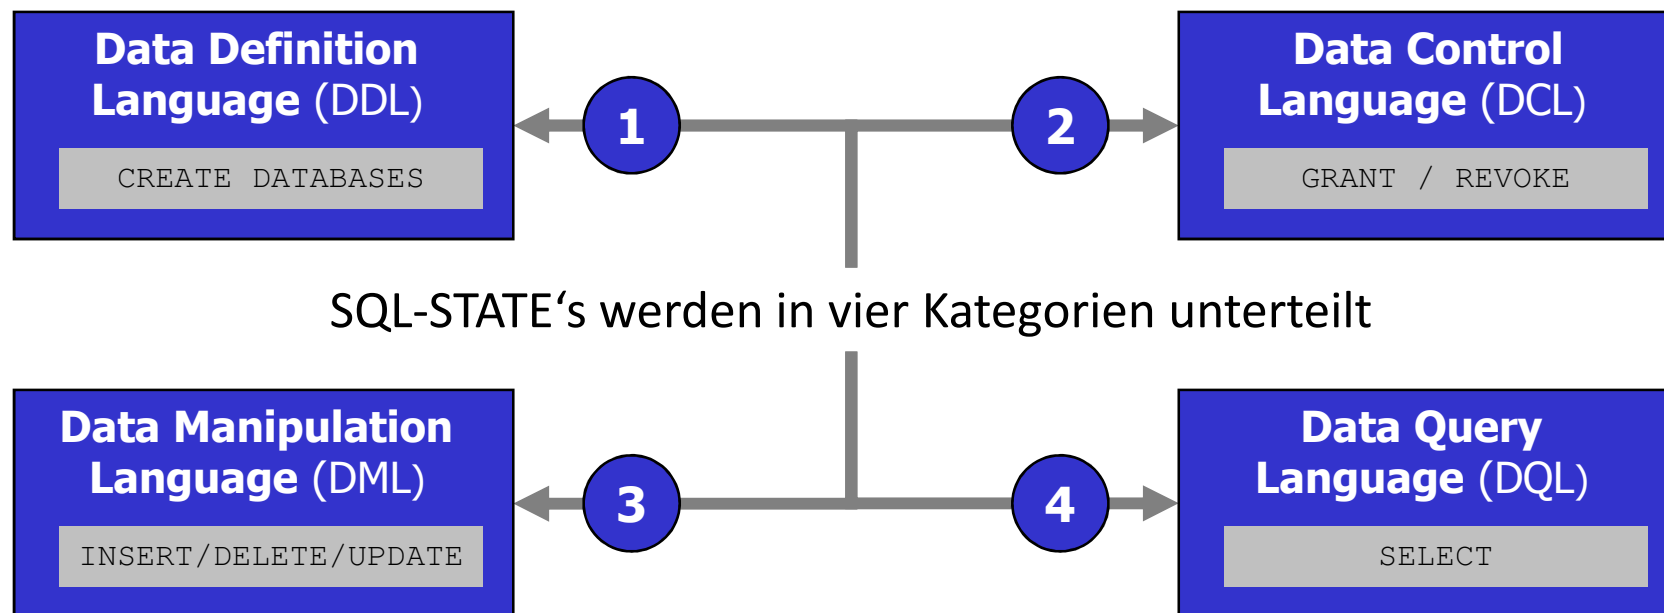 Data Definition
Language (DDL)
CREATE DATABASES
1
2
Data Control
Language (DCL)
GRANT / REVOKE
SQL-STATE‘s werden in vier Kategorien unterteilt
Data Manipulation
Language (DML)
INSERT/DELETE/UPDATE
3
4
Data Query
Language (DQL)
SELECT